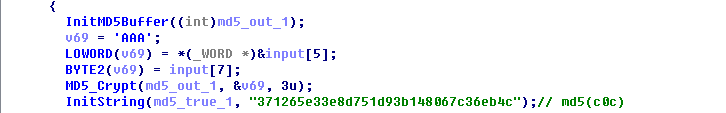 {
InitMD5Buffer((int)md5_out_1);
v69 = 'AAA';
LOWORD(v69) = *(_WORD *)&input[5];
BYTE2(v69) = input[7];
MD5_Crypt(md5_out_1, &v69, 3u);
InitString(md5_true_1, "371265e33e8d751d93b148067c36eb4c");// md5(c0c)